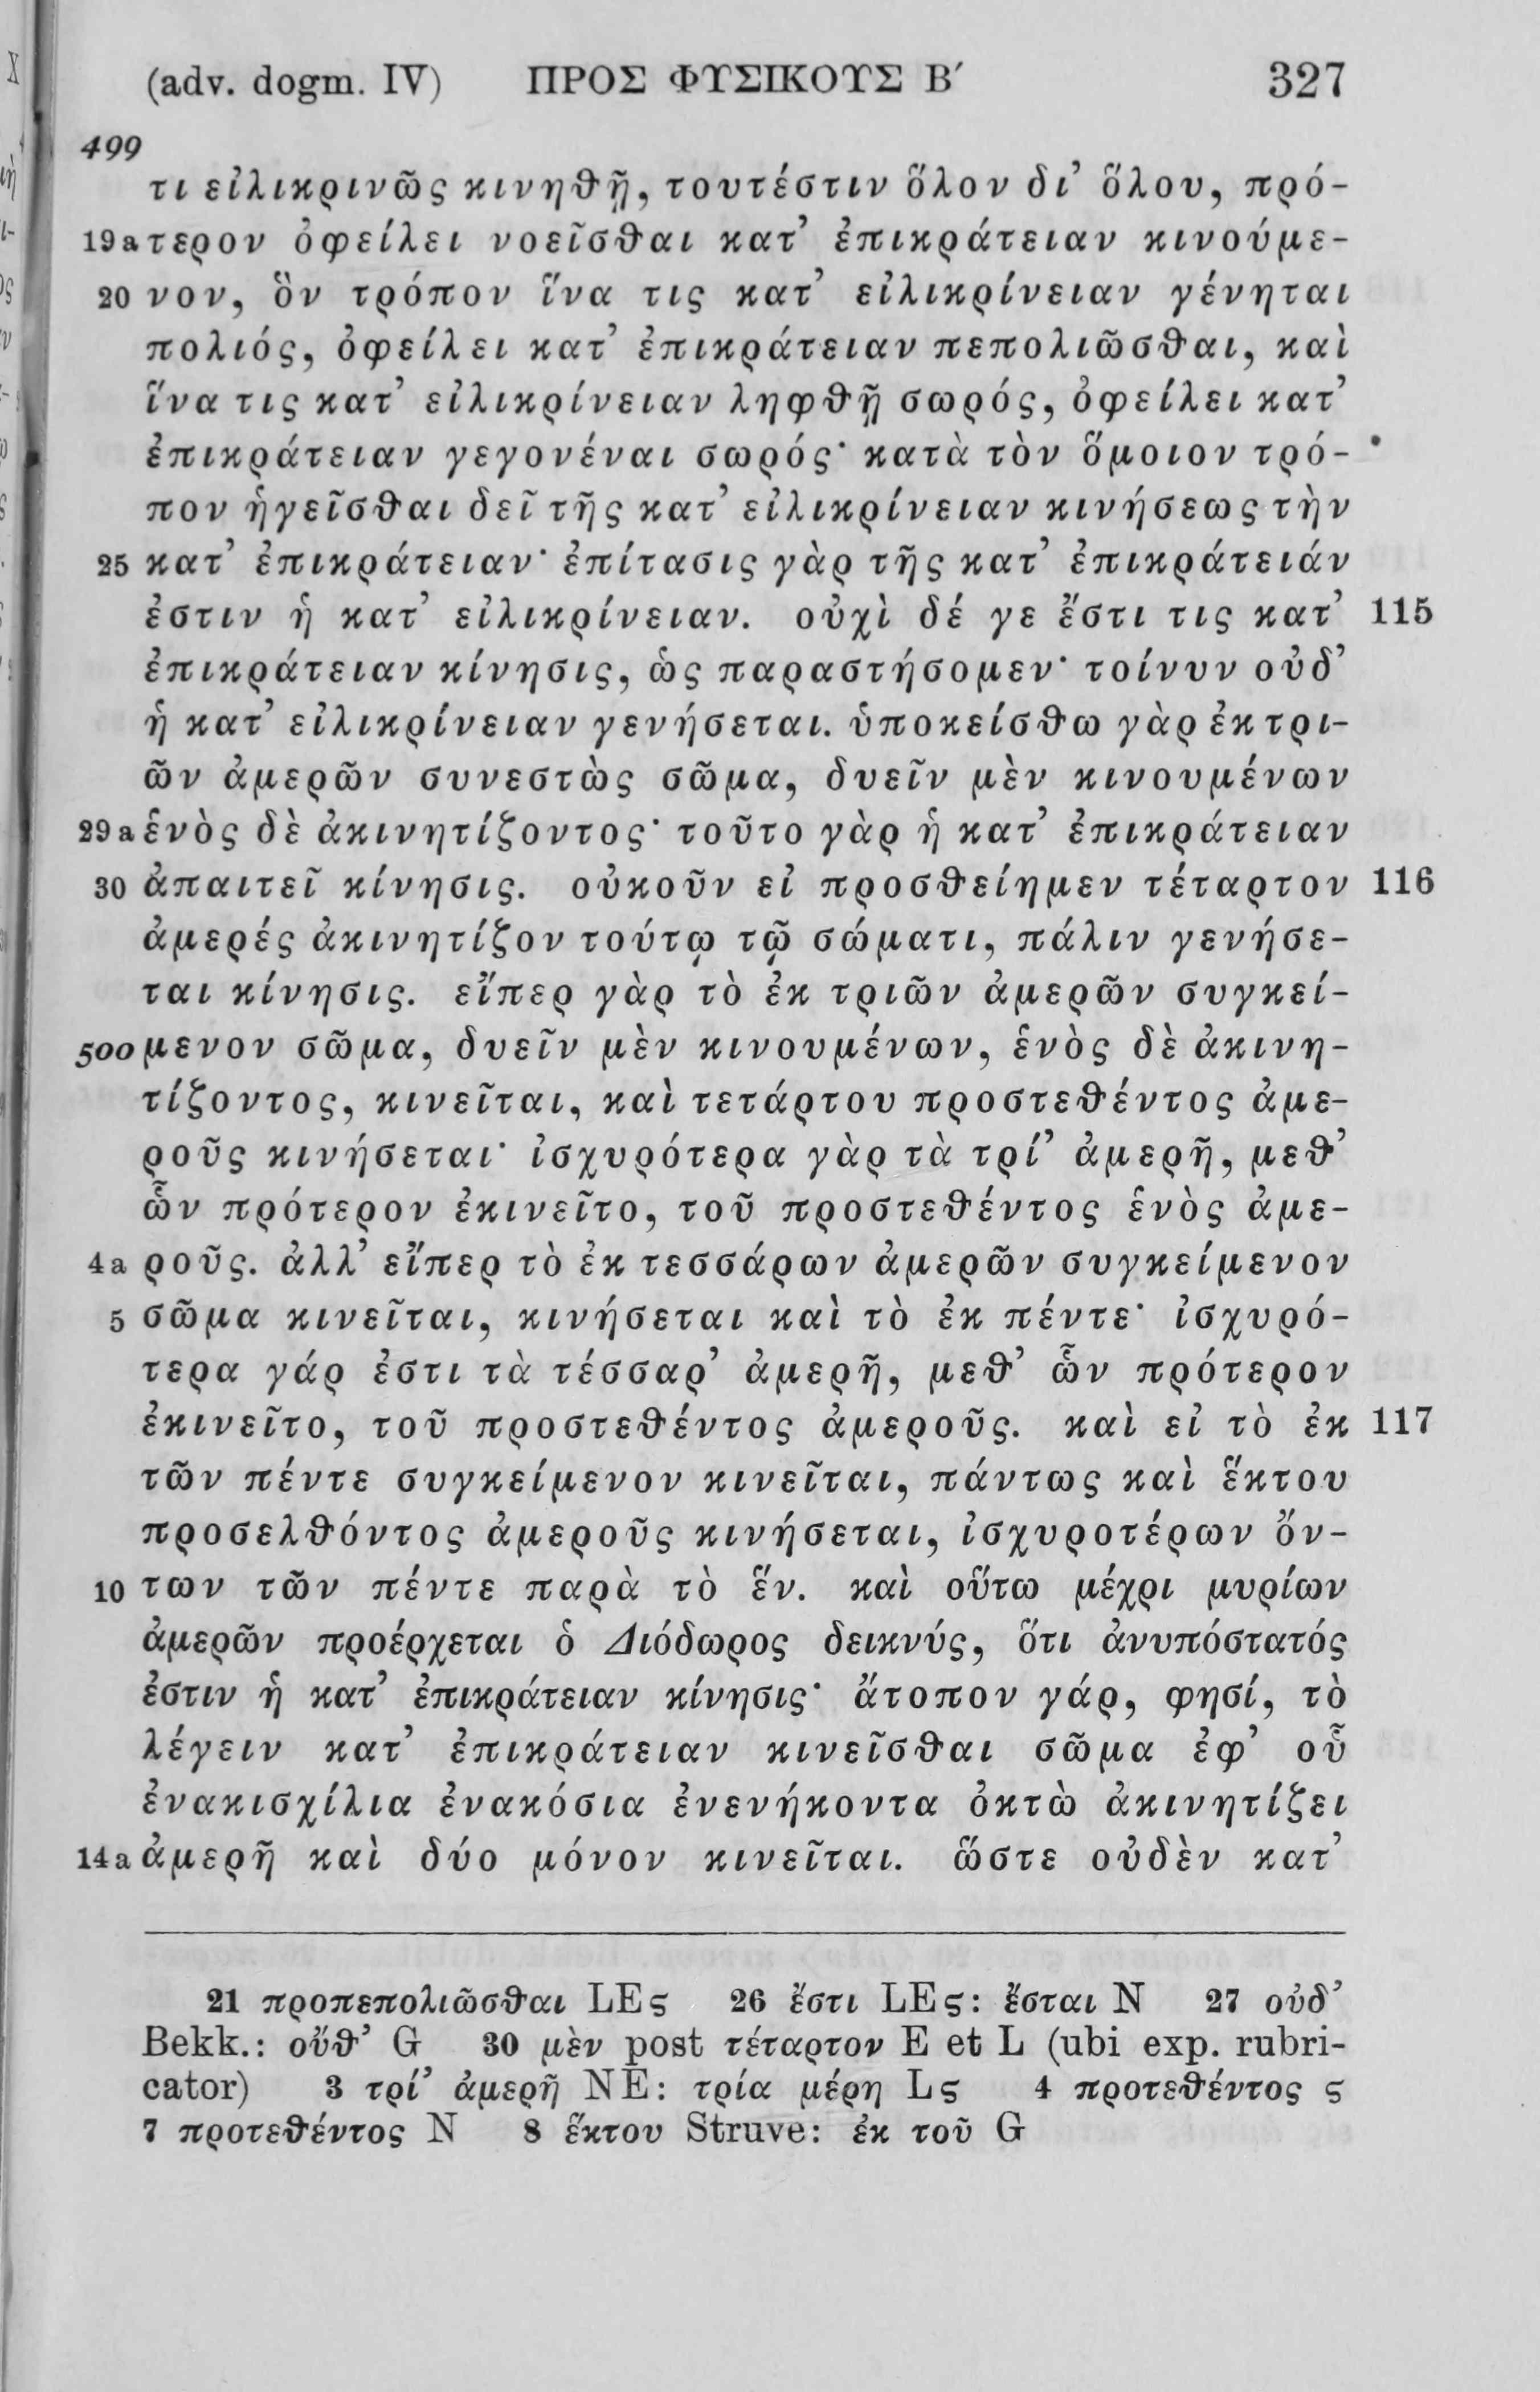 (adv. dogm. IV) ΠΡΟΣ ΦΥΣΙΚΟΥΣ Β′ 327
499
τι εἰλικρινῶς κινηθῇ, τουτέστιν ὅλον δι’ ὅλου, πρό-
19a τερον ὀφείλει νοεῖσθαι κατ’ ἐπικράτειαν κινούμε-
20 νον, ὃν τρόπον ἵνα τις κατ’ εἰλικρίνειαν γένηται
πολιός, ὀφείλει κατ’ ἐπικράτειαν πεπολιῶσθαι, καὶ
ἵνα τις κατ’ εἰλικρίνειαν ληφθῇ σωρός, ὀφείλει κατ’
ἐπικράτειαν γεγονέναι σωρός· κατὰ τὸν ὅμοιον τρό-
πον ἡγεῖσθαι δεῖ τῆς κατ’ εἰλικρίνειαν κινήσεως τὴν
25 κατ’ ἐπικράτειαν· ἐπίτασις γὰρ τῆς κατ’ ἐπικράτειάν
ἐστιν ἡ κατ’ εἰλικρίνειαν. οὐχὶ δέ γε ἔστι τις κατ’ 115
ἐπικράτειαν κίνησις, ὡς παραστήσομεν· τοίνυν οὐδ’
ἡ κατ’ εἰλικρίνειαν γενήσεται. ὑποκείσθω γὰρ ἐκ τρι-
ῶν ἀμερῶν συνεστὼς σῶμα, δυεῖν μὲν κινουμένων
29a ἑνὸς δὲ ἀκινητίζοντος· τοῦτο γὰρ ἡ κατ’ ἐπικράτειαν
30 ἀπαιτεῖ κίνησις. οὐκοῦν εἰ προσθείημεν τέταρτον 116
ἀμερές ἀκινητίζον τούτῳ τῷ σώματι, πάλιν γενήσε-
ται κίνησις. εἴπερ γὰρ τὸ ἐκ τριῶν ἀμερῶν συγκεί-
500 μενον σῶμα, δυεῖν μὲν κινουμένων, ἑνὸς δὲ ἀκινη-
τίζοντος, κινεῖται, καὶ τετάρτου προστεθέντος ἀμε-
ροῦς κινήσεται· ἰσχυρότερα γὰρ τὰ τρί’ ἀμερῆ, μεθ’
ὧν πρότερον ἐκινεῖτο, τοῦ προστεθέντος ἑνὸς ἀμε-
4a ροῦς. ἀλλ’ εἴπερ τὸ ἐκ τεσσάρων ἀμερῶν συγκείμενον
5 σῶμα κινεῖται, κινήσεται καὶ τὸ ἐκ πέντε· ἰσχυρό-
τερα γάρ ἐστι τὰ τέσσαρ’ ἀμερῆ, μεθ’ ὧν πρότερον
ἐκινεῖτο, τοῦ προστεθέντος ἀμεροῦς. καὶ εἰ τὸ ἐκ 117
τῶν πέντε συγκείμενον κινεῖται, πάντως καὶ ἕκτου
προσελθόντος ἀμεροῦς κινήσεται, ἰσχυροτέρων ὄν-
10 των τῶν πέντε παρὰ τὸ ἕν. καὶ οὕτω μέχρι μυρίων
ἀμερῶν προέρχεται ὁ Διόδωρος δεικνύς, ὅτι ἀνυπόστατός
ἐστιν ἡ κατ’ ἐπικράτειαν κίνησις· ἄτοπον γάρ, φησί, τὸ
λέγειν κατ’ ἐπικράτειαν κινεῖσθαι σῶμα ἐφ’ οὗ
ἐνακισχίλια ἐνακόσια ἐνενήκοντα ὀκτὼ ἀκινητίζει
14a ἀμερῆ καὶ δύο μόνον κινεῖται. ὥστε οὐδὲν κατ’
21 προπεπολιῶσθαι LEς 26 ἔστι LEς: ἔσται N 27 οὐδ’
Bekk.: οὔθ’ G 30 μὲν post τέταρτον E et L (ubi exp. rubri-
cator) 3 τρί’ ἀμερῆ NE: τρία μέρη Lς 4 προτεθέντος ς
7 προτεθέντος N 8 ἕκτου Struve: ἐκ τοῦ G